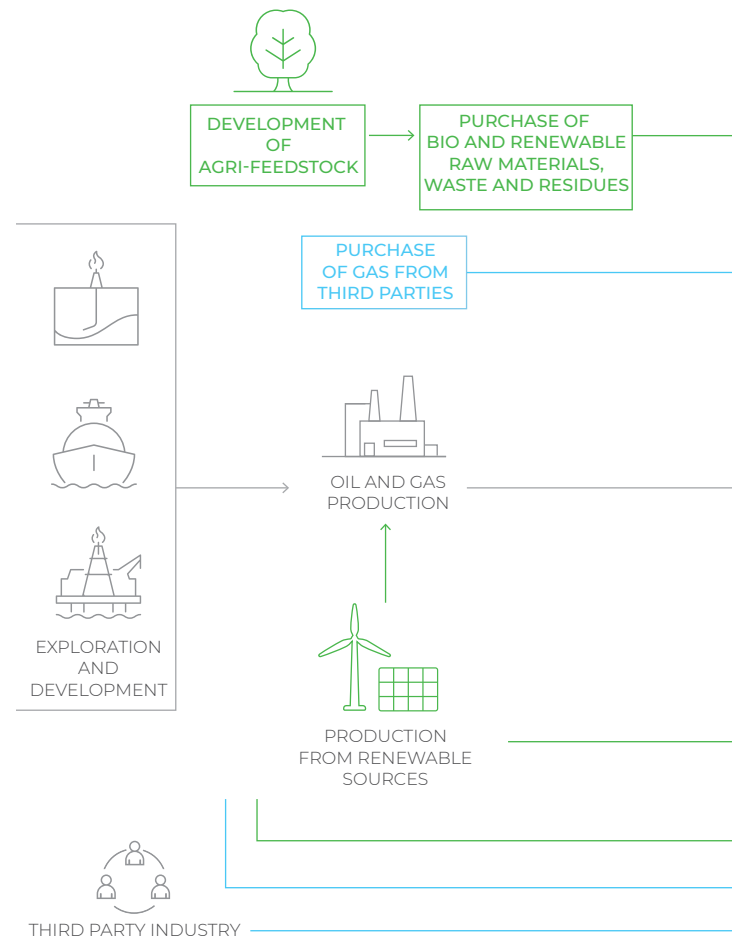 DEVELOPMENT
OF
AGRI-FEEDSTOCK
PURCHASE OF
BIO AND RENEWABLE
RAW MATERIALS,
WASTE AND RESIDUES
PURCHASE
OF GAS FROM
THIRD PARTIES
OIL AND GAS
PRODUCTION
EXPLORATION
AND
DEVELOPMENT
PRODUCTION
FROM RENEWABLE
SOURCES
THIRD PARTY INDUSTRY